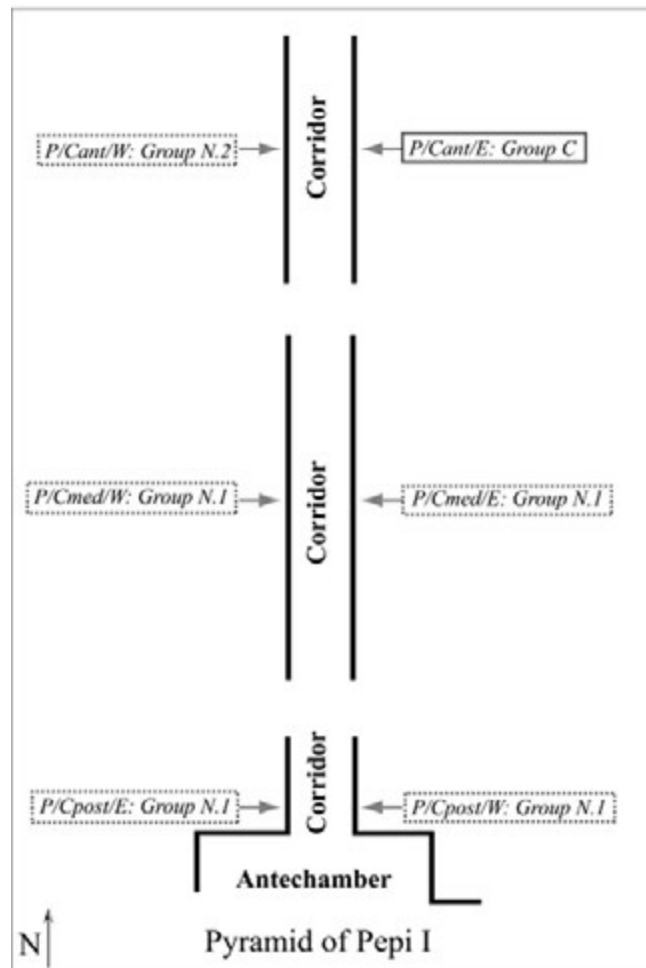 P/Cant/W: Group N.2
Corridor
P/Cant/E: Group C
P/Cmed/W: Group N.1
Corridor
P/Cmed/E: Group N.1
P/Cpost/E: Group N.1
Corridor
P/Cpost/W: Group N.1
Antechamber
N
Pyramid of Pepi I